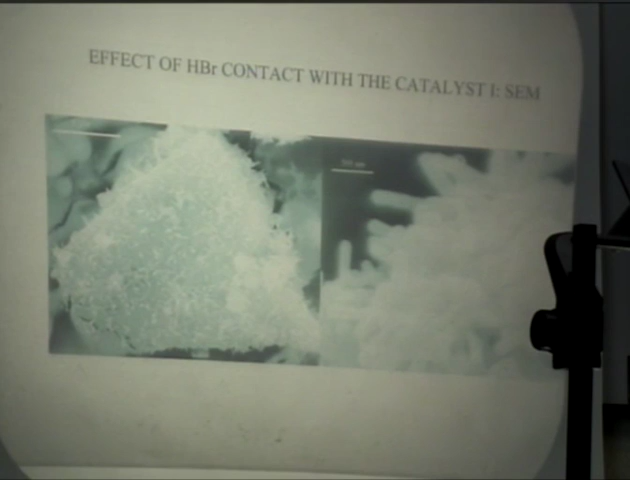 EFFECT OF HBr CONTACT WITH THE CATALYST I: SEM